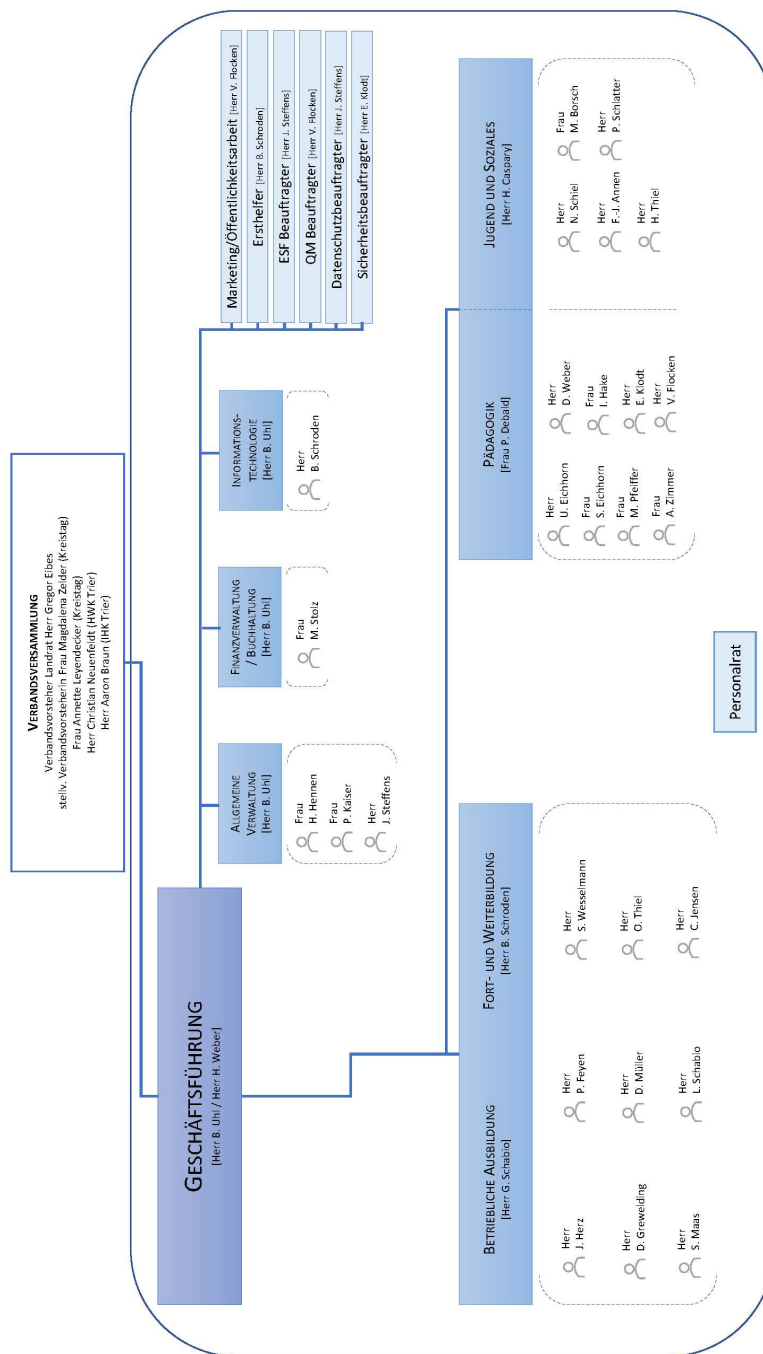 VERBANDSVERSAMMLUNG
Verbandsvorsteher Landrat Herr Gregor Eibes
stellv. Verbandsvorsteherin Frau Magdalena Zelder (Kreistag)
Frau Annette Leyendecker (Kreistag)
Herr Christian Neuenfeldt (HWK Trier)
Herr Aaron Braun (IHK Trier)
GESCHÄFTSFÜHRUNG
[Herr B. Uhl / Herr H. Weber]
ALLGEMEINE
VERWALTUNG
[Herr B. Uhl]
Frau
H. Hennen
Frau
P. Kaiser
Herr
J. Steffens
FINANZVERWALTUNG
/ BUCHHALTUNG
[Herr B. Uhl]
Frau
M. Stolz
INFORMATIONS-
TECHNOLOGIE
[Herr B. Uhl]
Herr
B. Schroden
Marketing/Öffentlichkeitsarbeit [Herr V. Flocken]
Ersthelfer [Herr B. Schroden]
ESF Beauftragter [Herr J. Steffens]
QM Beauftragter [Herr V. Flocken]
Datenschutzbeauftragter [Herr J. Steffens]
Sicherheitsbeauftragter [Herr E. Klodt]
BETRIEBLICHE AUSBILDUNG
[Herr G. Schabio]
Herr
J. Herz
Herr
D. Grewelding
Herr
S. Maas
Herr
P. Feyen
Herr
D. Müller
Herr
L. Schabio
FORT- UND WEITERBILDUNG
[Herr B. Schroden]
Herr
S. Wesselmann
Herr
O. Thiel
Herr
C. Jensen
PÄDAGOGIK
[Frau P. Debald]
Herr
U. Eichhorn
Frau
S. Eichhorn
Frau
M. Pfeiffer
Frau
A. Zimmer
Herr
D. Weber
Frau
I. Hake
Herr
E. Klodt
Herr
V. Flocken
JUGEND UND SOZIALES
[Herr H. Caspary]
Herr
N. Schiel
Herr
F.-J. Annen
Herr
H. Thiel
Frau
M. Borsch
Herr
P. Schlatter
Personalrat